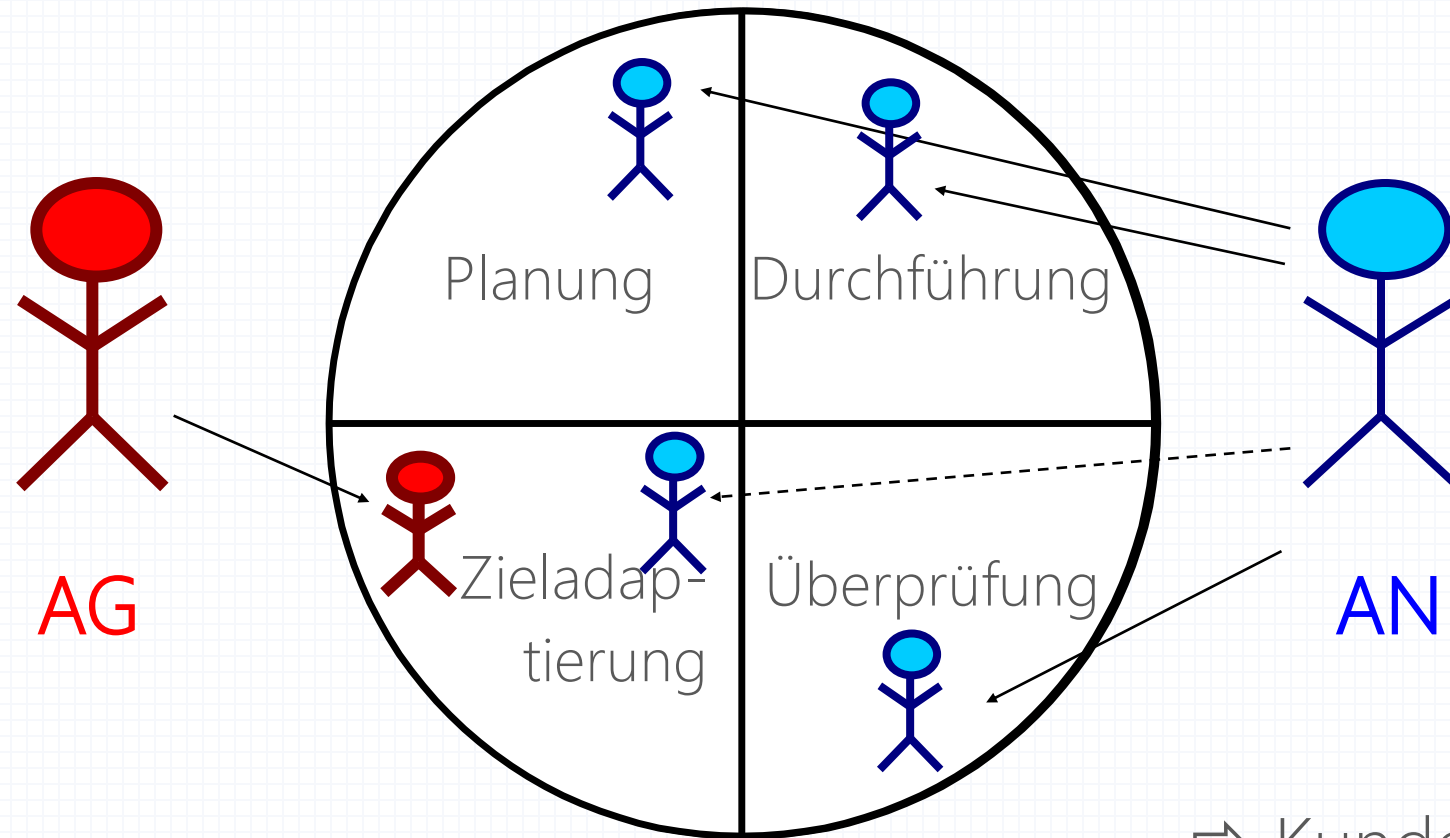 Planung
Durchführung
AG
Zieladap-
tierung
Überprüfung
AN
⇨